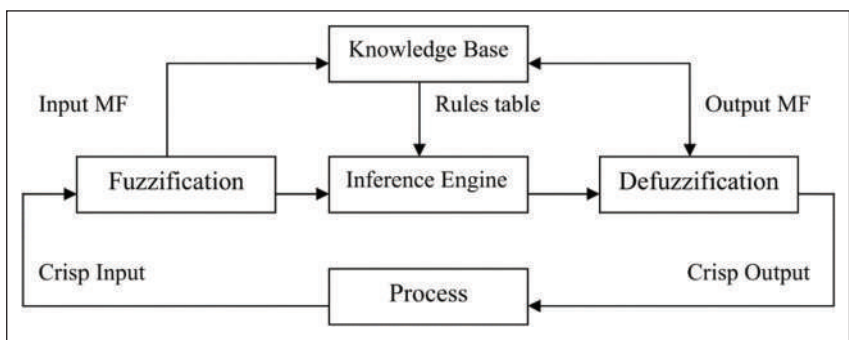 Knowledge Base
Input MF
Rules table
Output MF
Fuzzification
Inference Engine
Defuzzification
Crisp Input
Crisp Output
Process